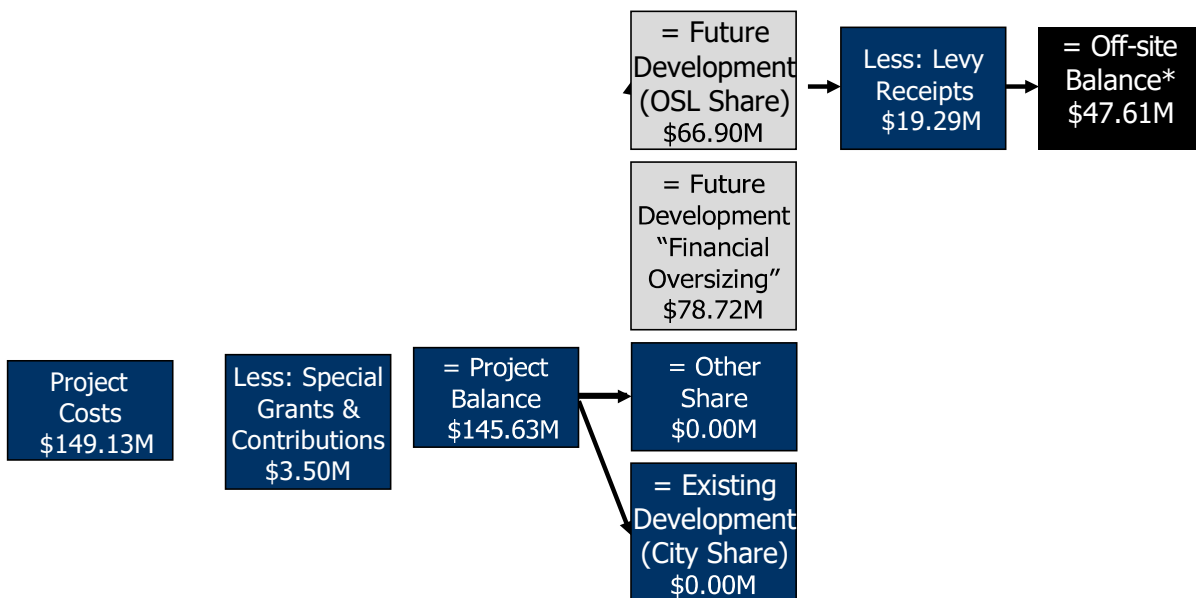 Project
Costs
$149.13M
Less: Special
Grants &
Contributions
$3.50M
= Project
Balance
$145.63M
= Future
Development
(OSL Share)
$66.90M
Less: Levy
Receipts
$19.29M
= Off-site
Balance*
$47.61M
= Future
Development
“Financial
Oversizing”
$78.72M
= Other
Share
$0.00M
= Existing
Development
(City Share)
$0.00M